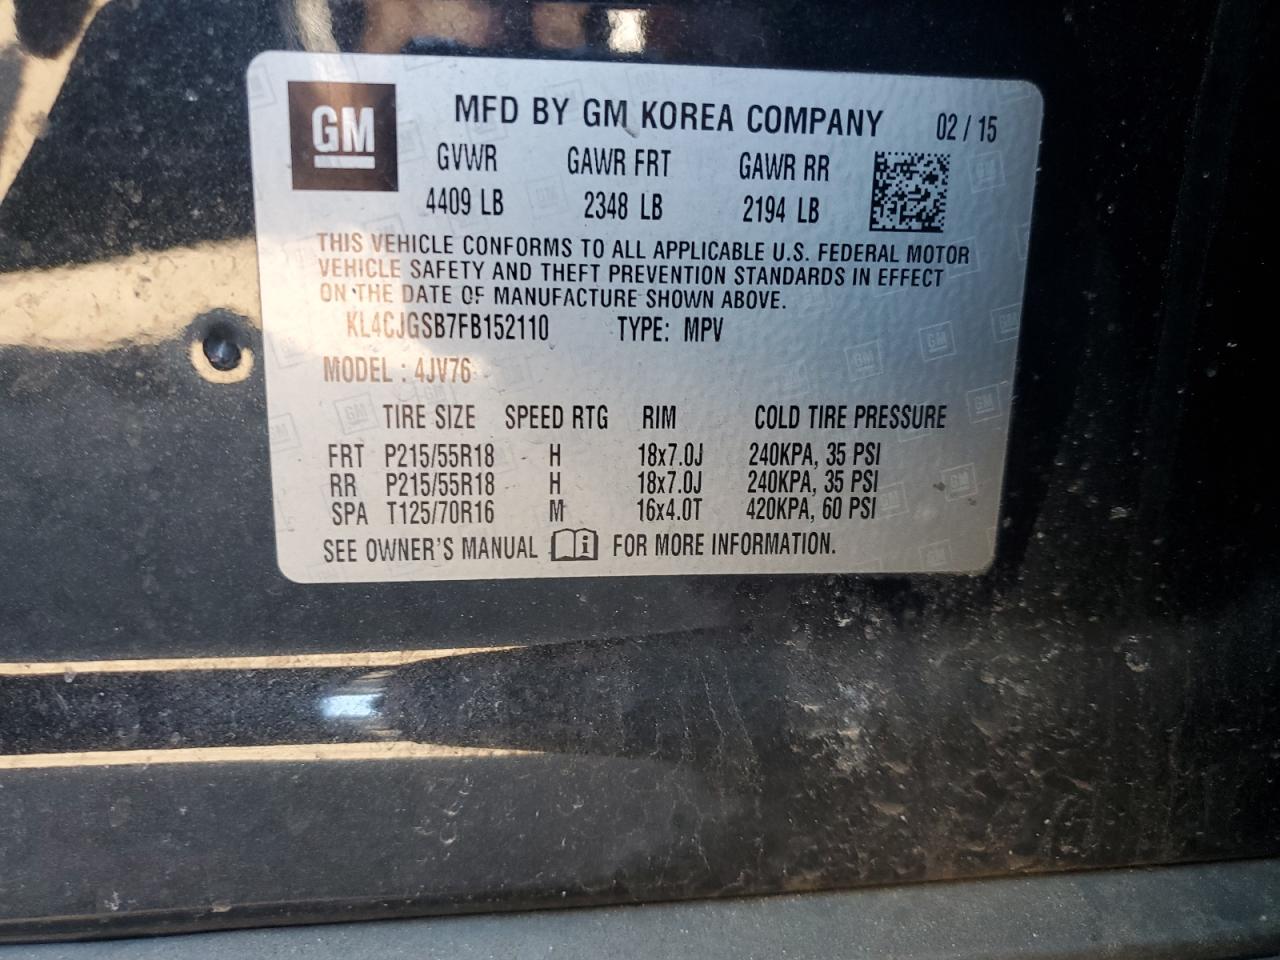 GM
MFD BY GM KOREA COMPANY 02 / 15
GVWR GAWR FRT GAWR RR
4409 LB 2348 LB 2194 LB
THIS VEHICLE CONFORMS TO ALL APPLICABLE U.S. FEDERAL MOTOR
VEHICLE SAFETY AND THEFT PREVENTION STANDARDS IN EFFECT
ON THE DATE OF MANUFACTURE SHOWN ABOVE.
KL4CJGSB7FB152110 TYPE: MPV
MODEL : 4JV76
TIRE SIZE SPEED RTG RIM COLD TIRE PRESSURE
FRT P215/55R18 H 18x7.0J 240KPA, 35 PSI
RR P215/55R18 H 18x7.0J 240KPA, 35 PSI
SPA T125/70R16 M 16x4.0T 420KPA, 60 PSI
SEE OWNER'S MANUAL FOR MORE INFORMATION.